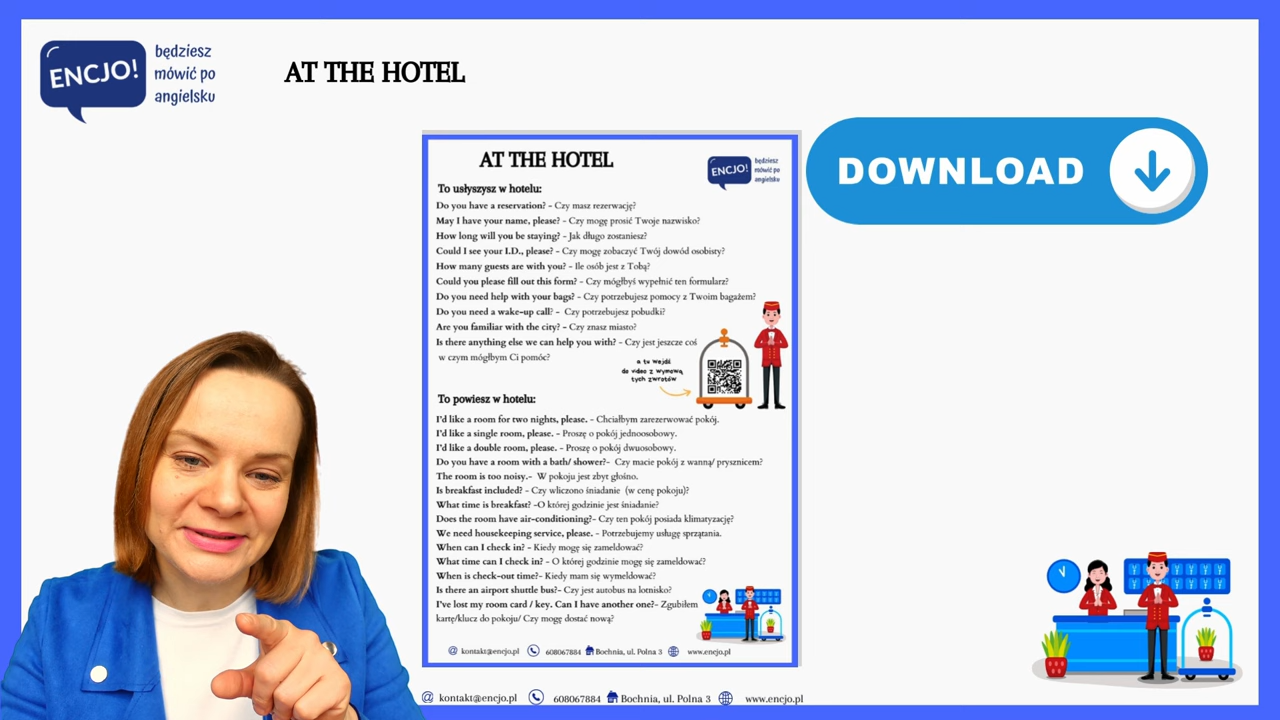 ENCJO!
będziesz
mówić po
angielsku
AT THE HOTEL
DOWNLOAD
AT THE HOTEL
ENCJO!
będziesz
mówić po
angielsku
To usłyszysz w hotelu:
Do you have a reservation? - Czy masz rezerwację?
May I have your name, please? - Czy mogę prosić Twoje nazwisko?
How long will you be staying? - Jak długo zostaniesz?
Could I see your I.D., please? - Czy mogę zobaczyć Twój dowód osobisty?
How many guests are with you? - Ile osób jest z Tobą?
Could you please fill out this form? - Czy mógłbyś wypełnić ten formularz?
Do you need help with your bags? - Czy potrzebujesz pomocy z Twoim bagażem?
Do you need a wake-up call? - Czy potrzebujesz pobudki?
Are you familiar with the city? - Czy znasz miasto?
Is there anything else we can help you with? - Czy jest jeszcze coś
w czym mógłbym Ci pomóc?
a tu wejdź
do video z wymową
tych zwrotów
To powiesz w hotelu:
I'd like a room for two nights, please. - Chciałbym zarezerwować pokój.
I'd like a single room, please. - Proszę o pokój jednoosobowy.
I'd like a double room, please. - Proszę o pokój dwuosobowy.
Do you have a room with a bath/ shower?- Czy macie pokój z wanną/ prysznicem?
The room is too noisy.- W pokoju jest zbyt głośno.
Is breakfast included? - Czy wliczono śniadanie (w cenę pokoju)?
What time is breakfast? -O której godzinie jest śniadanie?
Does the room have air-conditioning?- Czy ten pokój posiada klimatyzację?
We need housekeeping service, please. - Potrzebujemy usługę sprzątania.
When can I check in? - Kiedy mogę się zameldować?
What time can I check in? - O której godzinie mogę się zameldować?
When is check-out time?- Kiedy mam się wymeldować?
Is there an airport shuttle bus?- Czy jest autobus na lotnisko?
I've lost my room card / key. Can I have another one?- Zgubiłem
kartę/klucz do pokoju/ Czy mogę dostać nową?
kontakt@encjo.pl 608067884 Bochnia, ul. Polna 3 www.encjo.pl
kontakt@encjo.pl 608067884 Bochnia, ul. Polna 3 www.encjo.pl